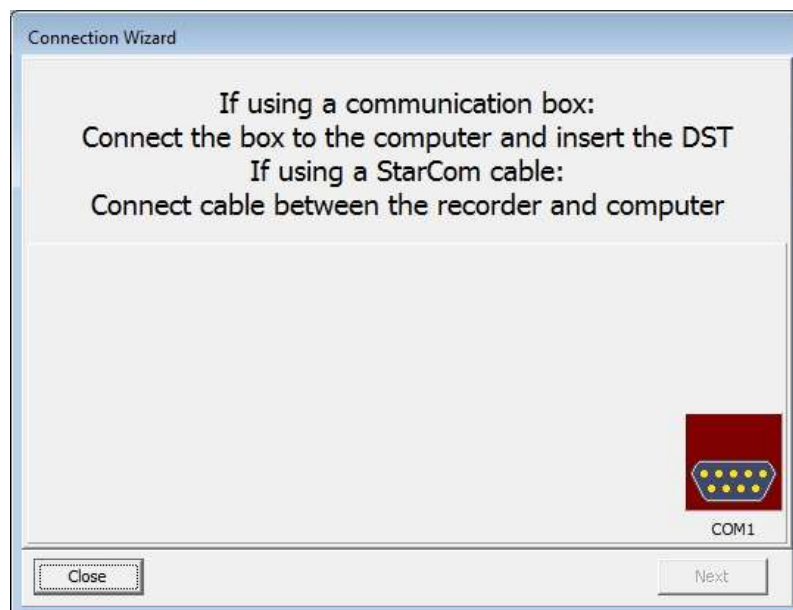 Connection Wizard
If using a communication box:
Connect the box to the computer and insert the DST
If using a StarCom cable:
Connect cable between the recorder and computer
COM1
Close
Next